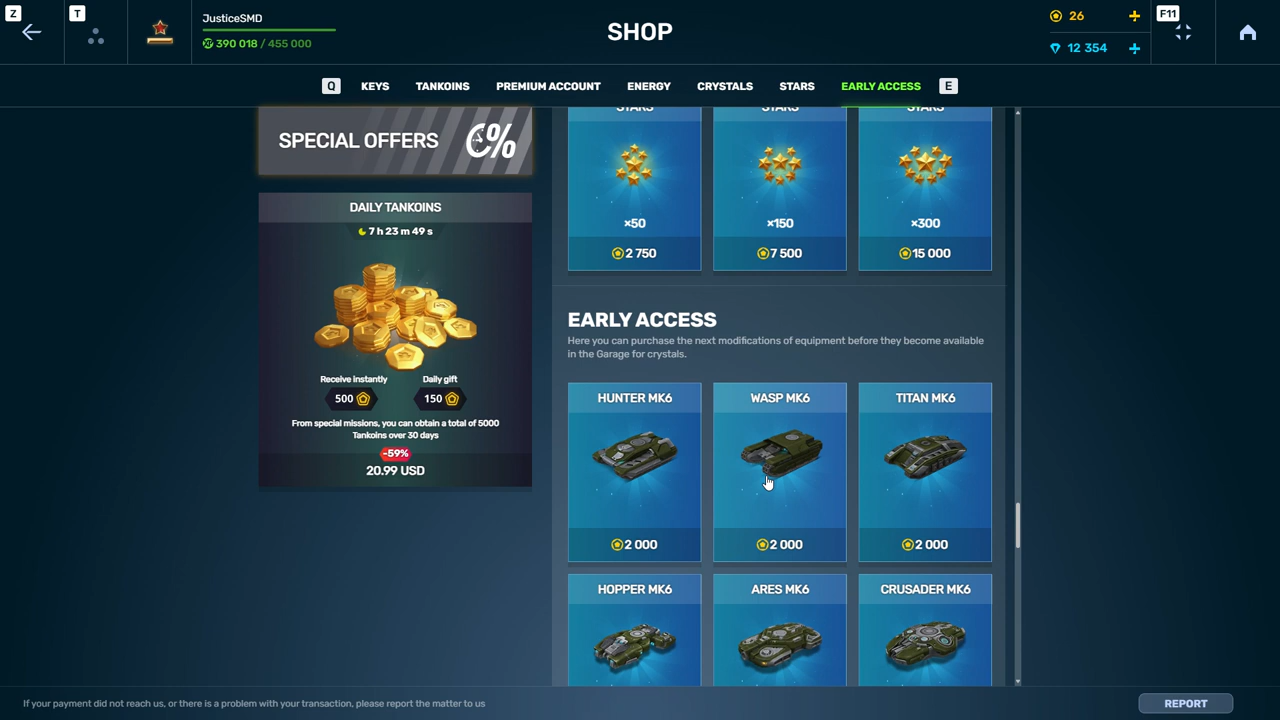 Z
T
JusticeSMD
390 018 / 455 000
SHOP
26
12 354
F11
Q
KEYS
TANKOINS
PREMIUM ACCOUNT
ENERGY
CRYSTALS
STARS
EARLY ACCESS
E
SPECIAL OFFERS
%
DAILY TANKOINS
7 h 23 m 49 s
Receive instantly
Daily gift
500
150
From special missions, you can obtain a total of 5000
Tankoins over 30 days
-59%
20.99 USD
STARS
STARS
STARS
×50
×150
×300
2 750
7 500
15 000
EARLY ACCESS
Here you can purchase the next modifications of equipment before they become available
in the Garage for crystals.
HUNTER MK6
WASP MK6
TITAN MK6
2 000
2 000
2 000
HOPPER MK6
ARES MK6
CRUSADER MK6
If your payment did not reach us, or there is a problem with your transaction, please report the matter to us
REPORT